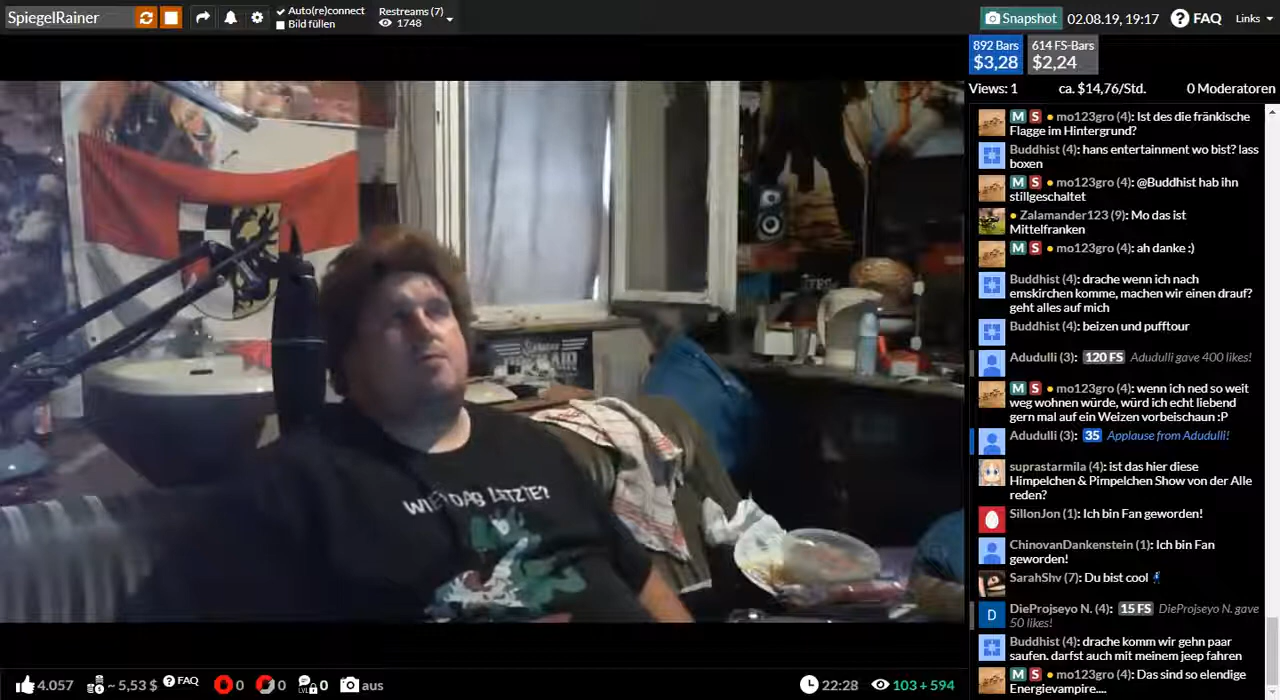 SpiegelRainer
Auto(re)connect
Bild füllen
Restreams (7)
1748
Snapshot
02.08.19, 19:17
FAQ
Links
892 Bars
$3,28
614 FS-Bars
$2,24
Views: 1
ca. $14,76/Std.
0 Moderatoren
M S mo123gro (4): Ist des die fränkische
Flagge im Hintergrund?
Buddhist (4): hans entertainment wo bist? lass
boxen
M S mo123gro (4): @Buddhist hab ihn
stillgeschaltet
Zalamander123 (9): Mo das ist
Mittelfranken
M S mo123gro (4): ah danke :)
Buddhist (4): drache wenn ich nach
emskirchen komme, machen wir einen drauf?
geht alles auf mich
Buddhist (4): beizen und pufftour
Adudulli (3): 120 FS Adudulli gave 400 likes!
M S mo123gro (4): wenn ich ned so weit
weg wohnen würde, würd ich echt liebend
gern mal auf ein Weizen vorbeischaun :P
Adudulli (3): 35 Applause from Adudulli!
suprastarmila (4): ist das hier diese
Himpelchen & Pimpelchen Show von der Alle
reden?
SillonJon (1): Ich bin Fan geworden!
ChinovanDankenstein (1): Ich bin Fan
geworden!
SarahShv (7): Du bist cool
D DieProjseyo N. (4): 15 FS DieProjseyo N. gave
50 likes!
Buddhist (4): drache komm wir gehn paar
saufen. darfst auch mit meinem jeep fahren
M S mo123gro (4): Das sind so elendige
Energievampire....
4.057
~ 5,53 $
FAQ
0
0
LVL
0
aus
22:28
103 + 594